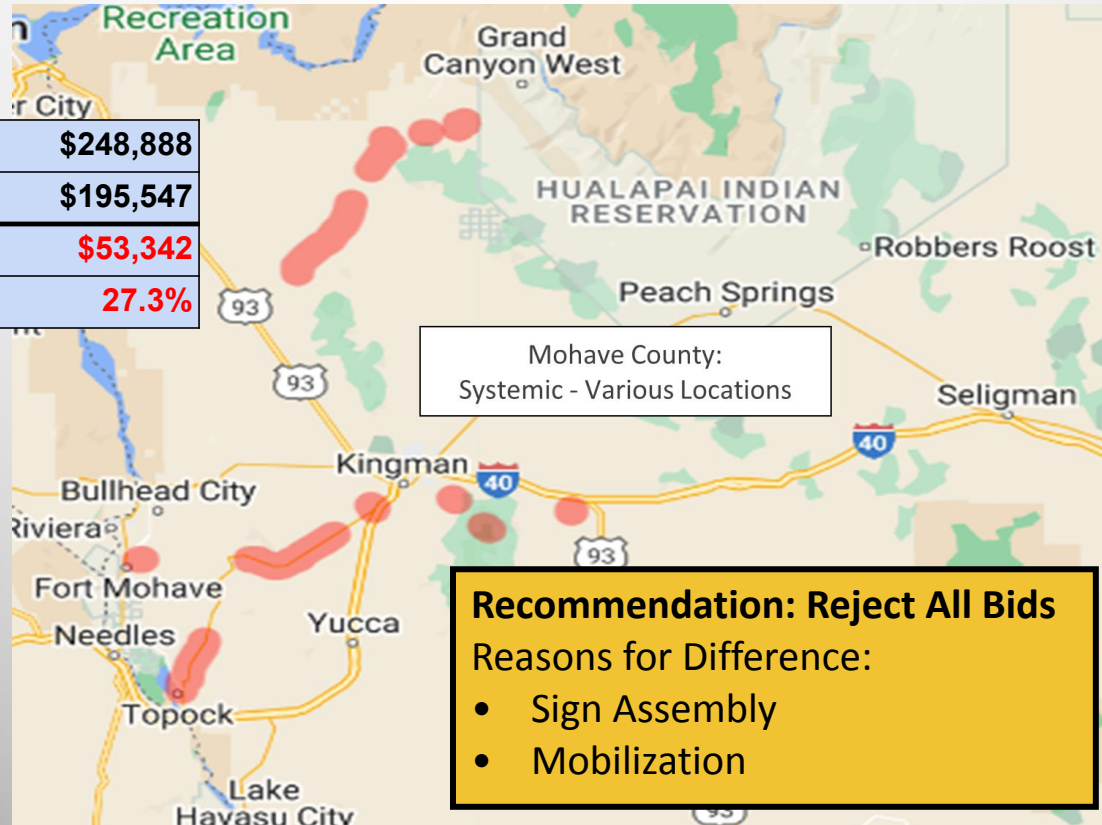 Recreation
Area
n
Grand
Canyon West
er City
$248,888
$195,547
$53,342
27.3%
HUALAPAI INDIAN
RESERVATION
Robbers Roost
93
Peach Springs
Mohave County:
Systemic - Various Locations
93
Seligman
40
Kingman
40
Bullhead City
Riviera
93
Fort Mohave
Needles
Yucca
Topock
Lake
Havasu City
Recommendation: Reject All Bids
Reasons for Difference:
• Sign Assembly
• Mobilization
93